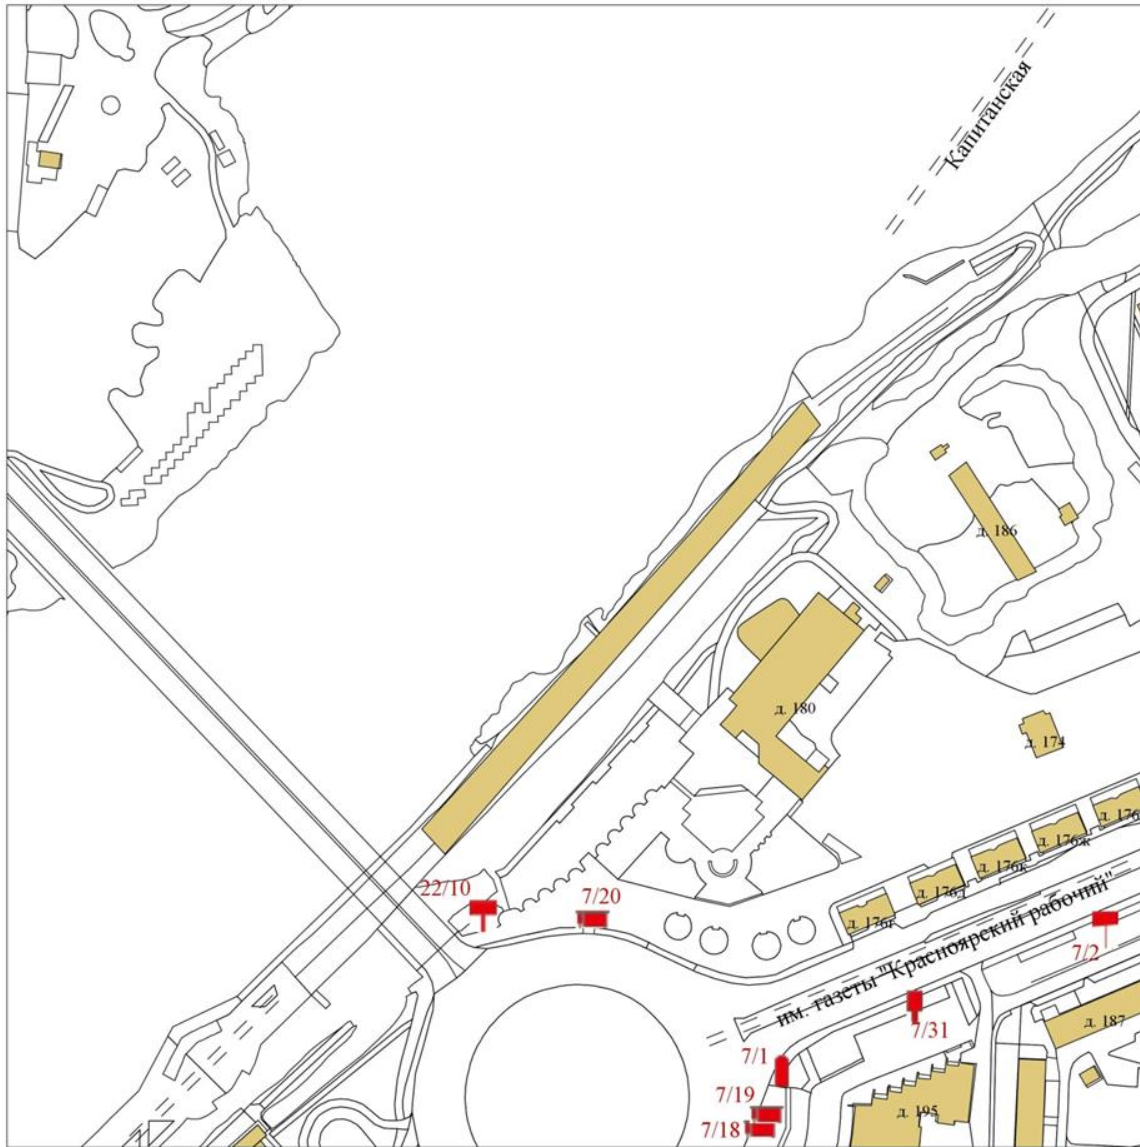 Капитанская
д. 186
д. 180
д. 174
д. 176
д. 176ж
д. 176к
д. 176д
22/10
7/20
д. 176г
им. газеты "Красноярский рабочий"
7/2
7/31
д. 187
7/1
7/19
д. 195
7/18